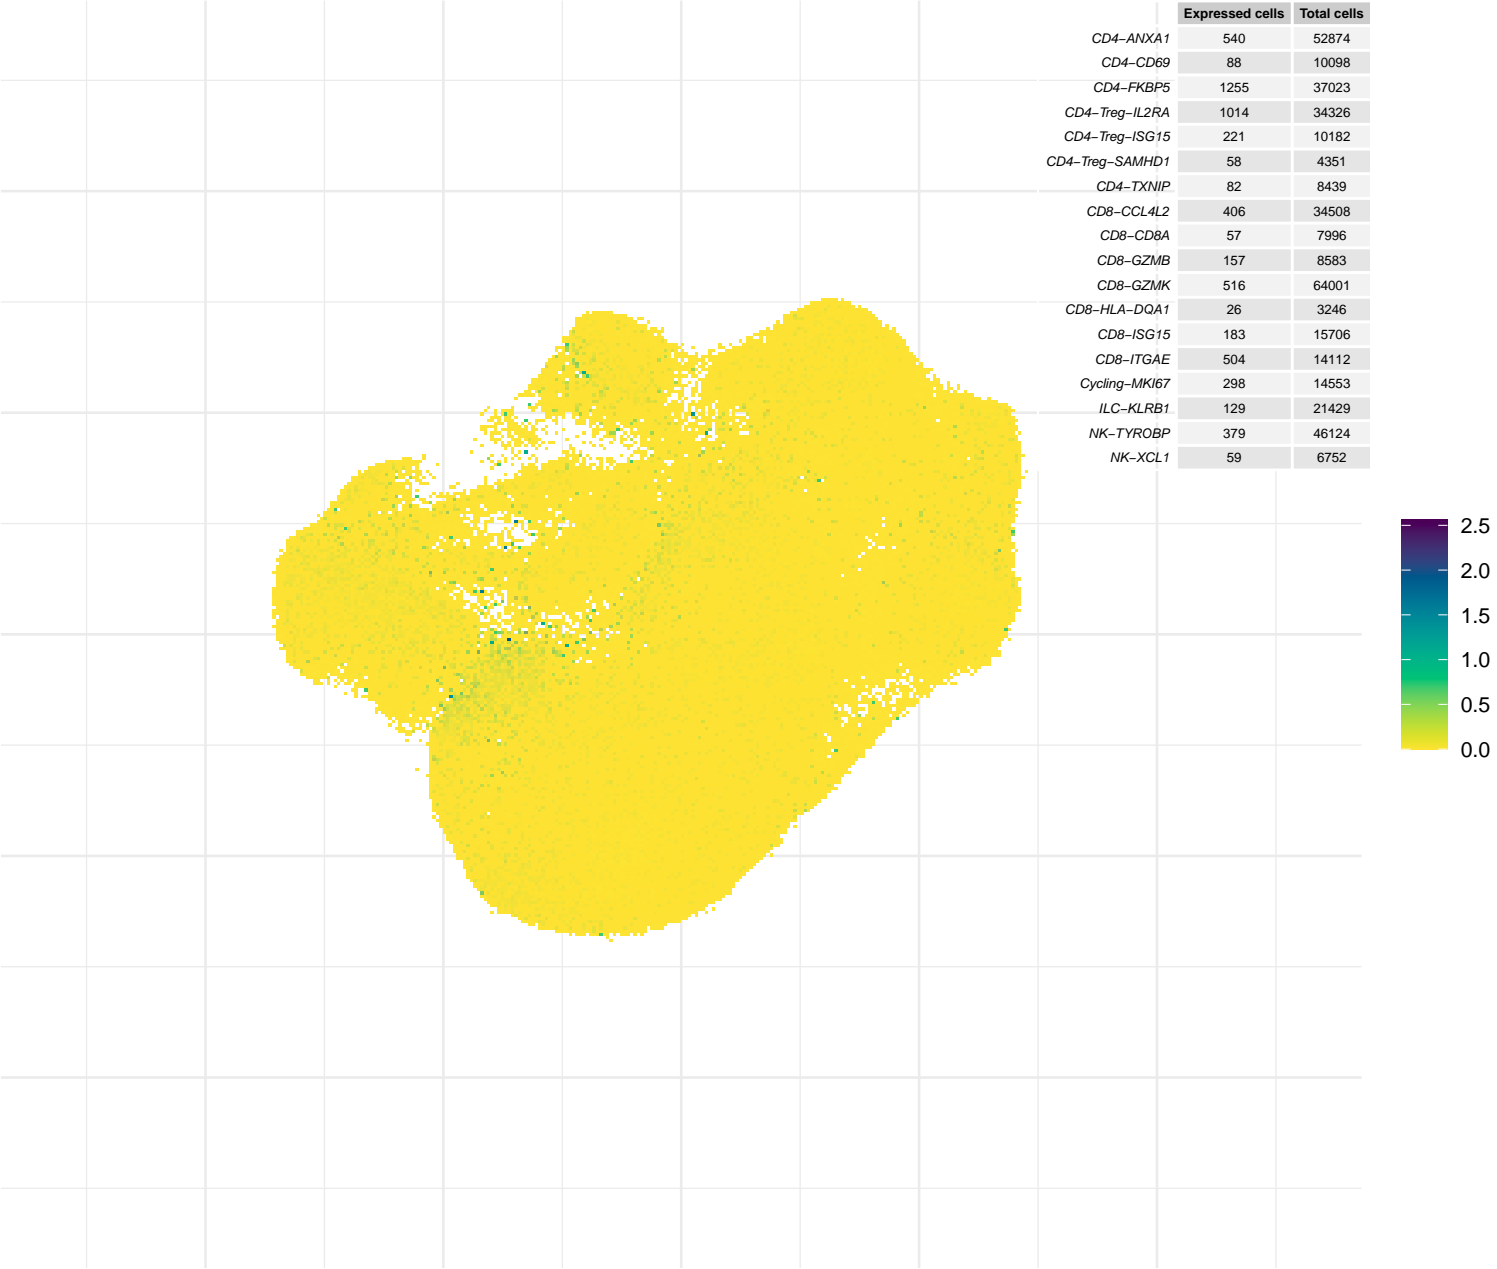 Expressed cells Total cells
CD4−ANXA1 540 52874
CD4−CD69 88 10098
CD4−FKBP5 1255 37023
CD4−Treg−IL2RA 1014 34326
CD4−Treg−ISG15 221 10182
CD4−Treg−SAMHD1 58 4351
CD4−TXNIP 82 8439
CD8−CCL4L2 406 34508
CD8−CD8A 57 7996
CD8−GZMB 157 8583
CD8−GZMK 516 64001
CD8−HLA−DQA1 26 3246
CD8−ISG15 183 15706
CD8−ITGAE 504 14112
Cycling−MKI67 298 14553
ILC−KLRB1 129 21429
NK−TYROBP 379 46124
NK−XCL1 59 6752
2.5
2.0
1.5
1.0
0.5
0.0